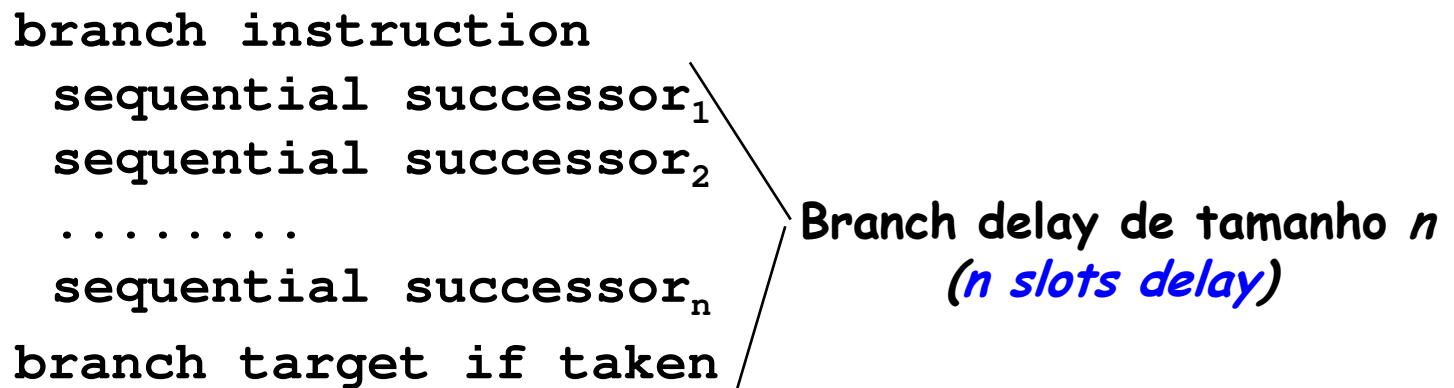 branch instruction
sequential successor₁
sequential successor₂
........
sequential successorₙ
branch target if taken
Branch delay de tamanho n
(n slots delay)